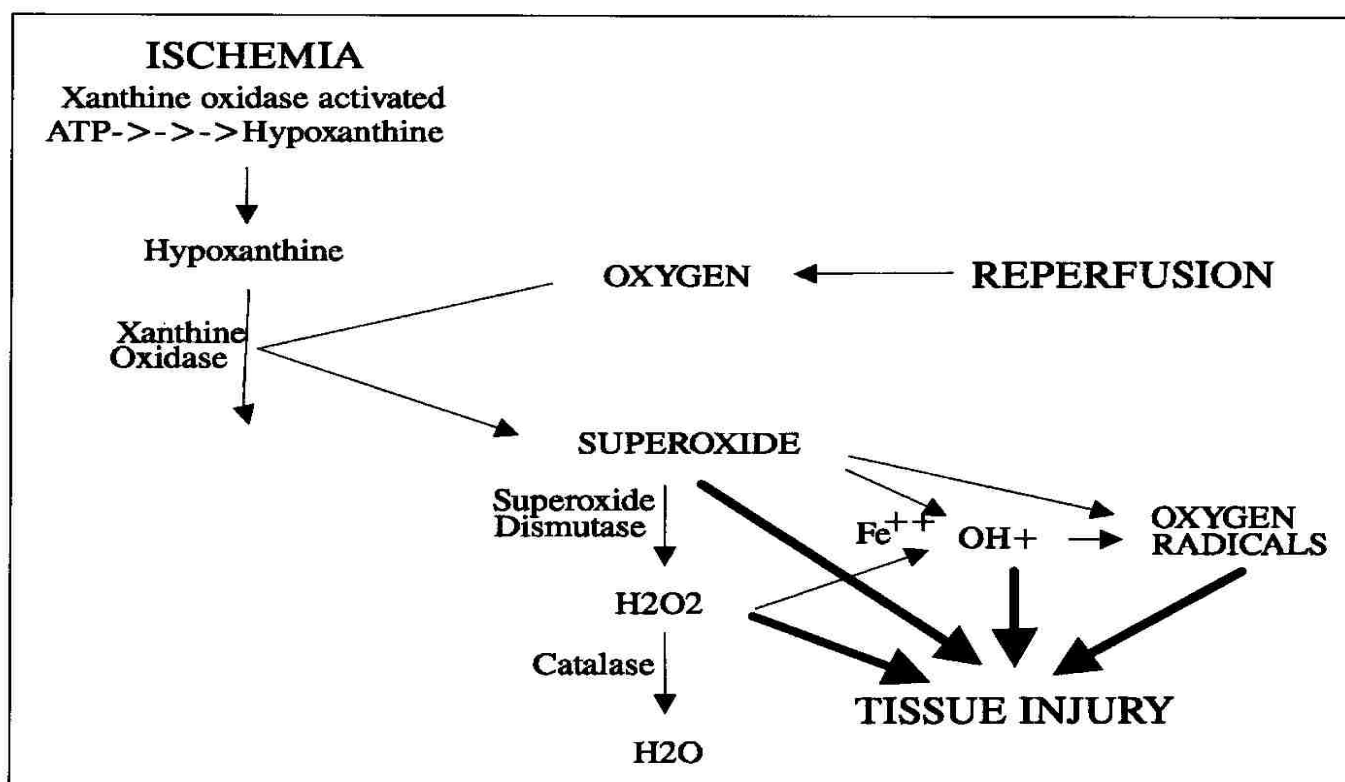 ISCHEMIA
Xanthine oxidase activated
ATP->->->Hypoxanthine
Hypoxanthine
OXYGEN
REPERFUSION
Xanthine
Oxidase
SUPEROXIDE
Superoxide
Dismutase
Fe++
OH+
OXYGEN
RADICALS
H2O2
Catalase
TISSUE INJURY
H2O